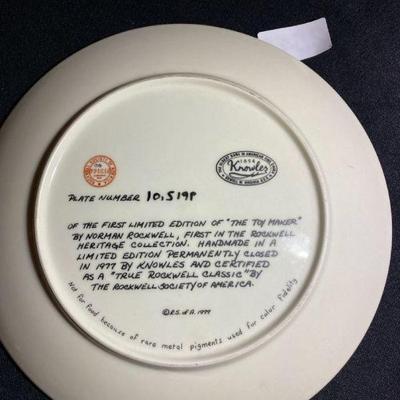 1854
Knowles
PLATE NUMBER 10,519P
OF THE FIRST LIMITED EDITION OF "THE TOY MAKER"
BY NORMAN ROCKWELL, FIRST IN THE ROCKWELL
HERITAGE COLLECTION. HANDMADE IN A
LIMITED EDITION PERMANENTLY CLOSED
IN 1977 BY KNOWLES AND CERTIFIED
AS A "TRUE ROCKWELL CLASSIC" BY
THE ROCKWELL SOCIETY OF AMERICA.
© R.S. of A. 1977
Not for food because of rare metal pigments used for color fidelity